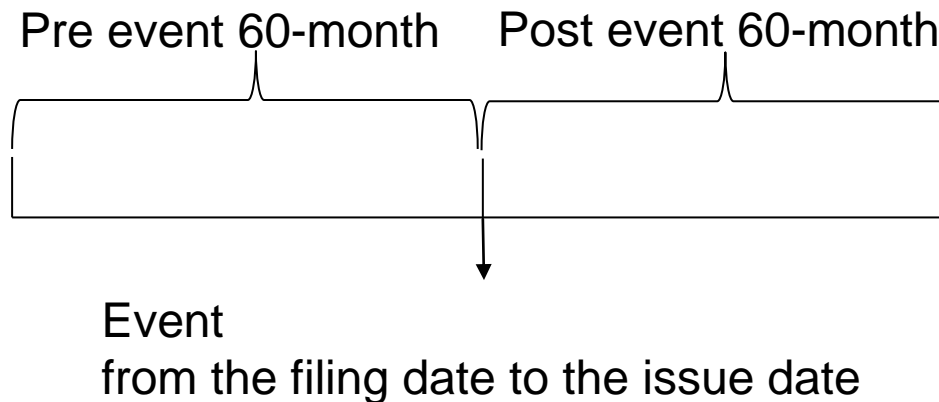 Pre event 60-month
Post event 60-month
Event
from the filing date to the issue date